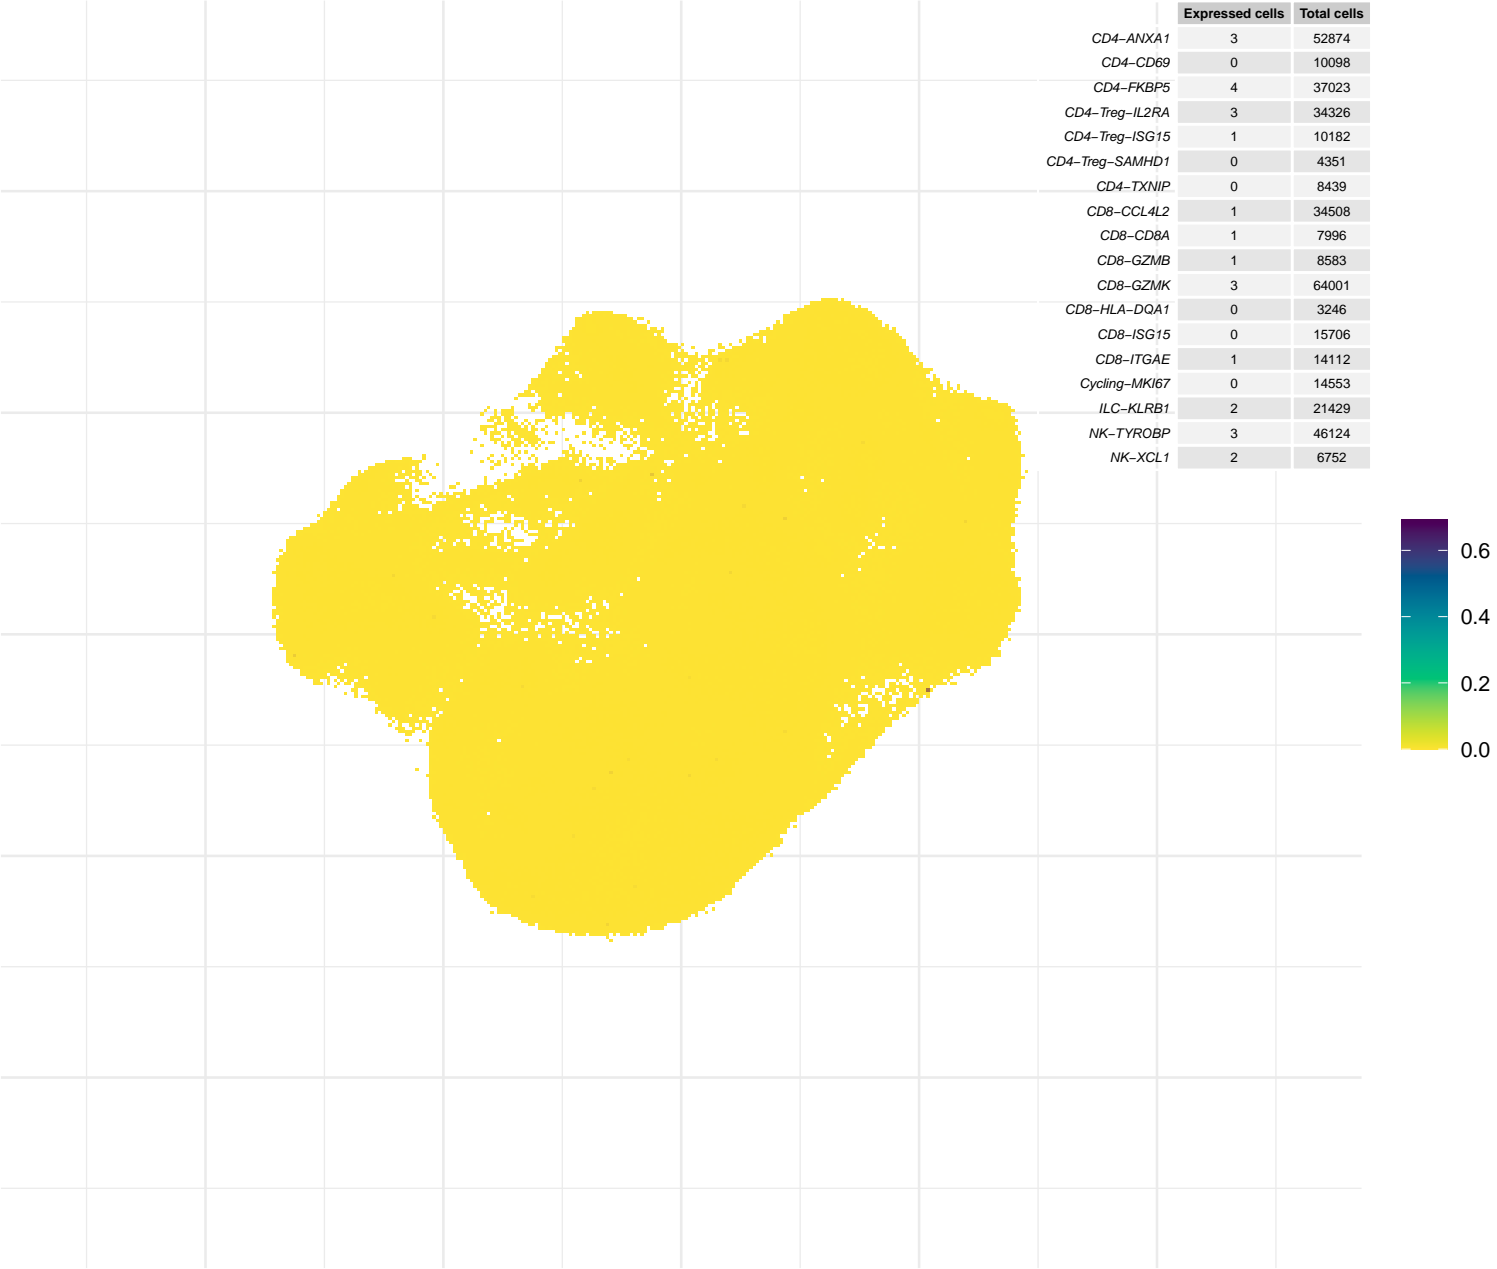 Expressed cells Total cells
CD4−ANXA1 3 52874
CD4−CD69 0 10098
CD4−FKBP5 4 37023
CD4−Treg−IL2RA 3 34326
CD4−Treg−ISG15 1 10182
CD4−Treg−SAMHD1 0 4351
CD4−TXNIP 0 8439
CD8−CCL4L2 1 34508
CD8−CD8A 1 7996
CD8−GZMB 1 8583
CD8−GZMK 3 64001
CD8−HLA−DQA1 0 3246
CD8−ISG15 0 15706
CD8−ITGAE 1 14112
Cycling−MKI67 0 14553
ILC−KLRB1 2 21429
NK−TYROBP 3 46124
NK−XCL1 2 6752
0.6
0.4
0.2
0.0